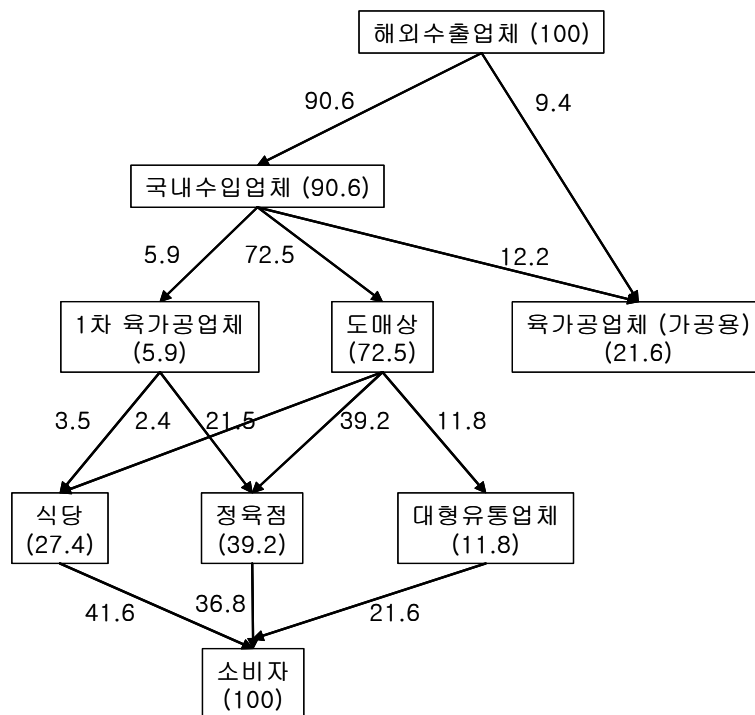 해외수출업체 (100)
90.6
9.4
국내수입업체 (90.6)
5.9
72.5
12.2
1차 육가공업체
(5.9)
도매상
(72.5)
육가공업체 (가공용)
(21.6)
3.5
2.4
21.5
39.2
11.8
식당
(27.4)
정육점
(39.2)
대형유통업체
(11.8)
41.6
36.8
21.6
소비자
(100)